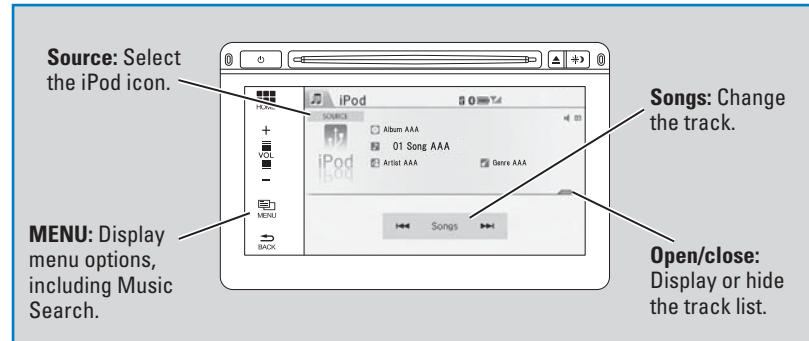 Source: Select
the iPod icon.
MENU: Display
menu options,
including Music
Search.
HOME
+
VOL
-
MENU
BACK
iPod
SOURCE
03
iPod
Album AAA
01 Song AAA
Artist AAA
Genre AAA
Songs
Songs: Change
the track.
Open/close:
Display or hide
the track list.